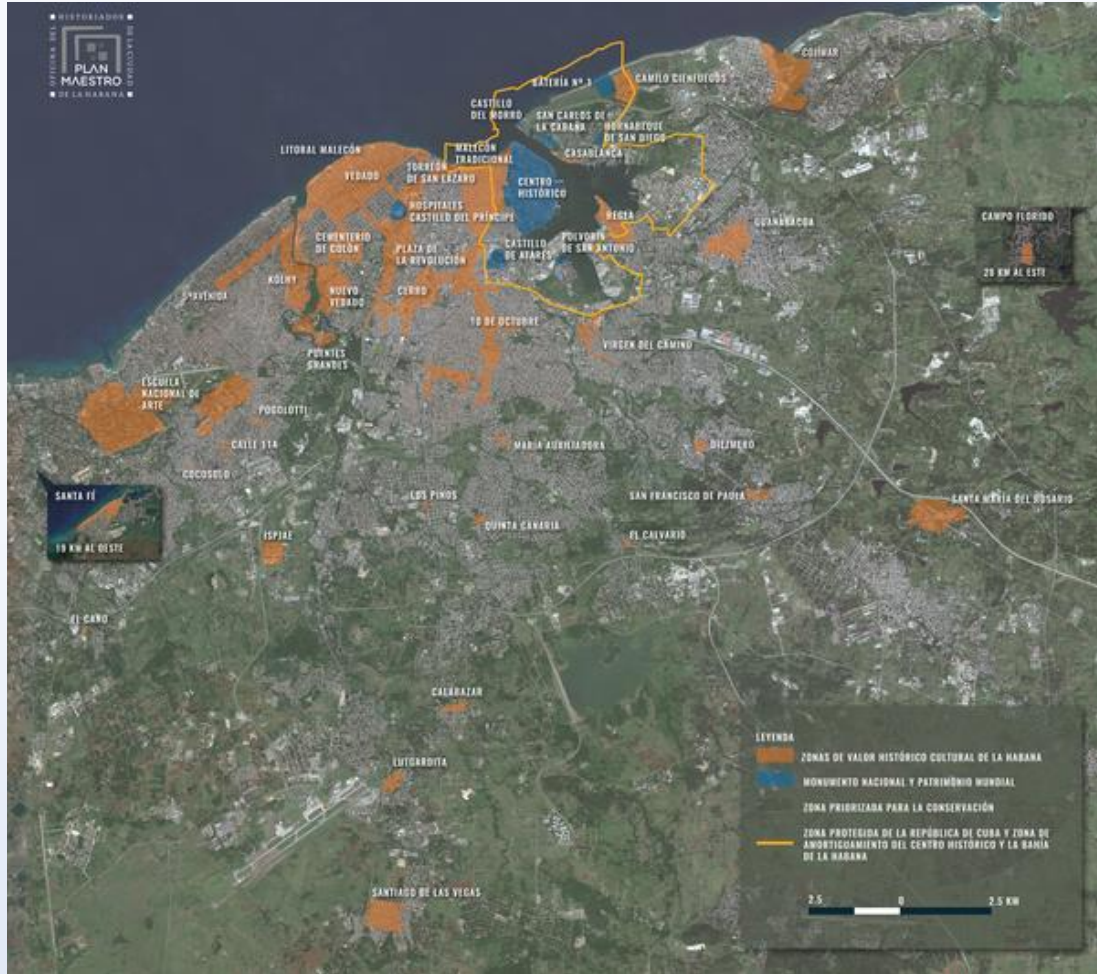 OFICINA DEL
HISTORIADOR
DE LA CIUDAD
DE LA HABANA
PLAN
MAESTRO
COJIMAR
BATERÍA Nº 1
CAMILO CIENFUEGOS
CASTILLO
DEL MORRO
SAN CARLOS DE
LA CABAÑA
HORNABEQUE
DE SAN DIEGO
LITORAL MALECÓN
MALECÓN
TRADICIONAL
CASABLANCA
VEDADO
TORREÓN
DE SAN LÁZARO
CENTRO
HISTÓRICO
HOSPITALES
CASTILLO DEL PRÍNCIPE
REGLA
GUANABACOA
CAMPO FLORIDO
28 KM AL ESTE
CEMENTERIO
DE COLÓN
PLAZA DE
LA REVOLUCIÓN
CASTILLO
DE ATARÉS
POLVORÍN
DE SAN ANTONIO
5ª AVENIDA
KOLHY
NUEVO
VEDADO
CERRO
10 DE OCTUBRE
VIRGEN DEL CAMINO
PUENTES
GRANDES
ESCUELA
NACIONAL DE
ARTE
POGOLOTTI
CALLE 114
MARÍA AUXILIADORA
DIEZMERO
COCOSOLO
SANTA FÉ
19 KM AL OESTE
LOS PINOS
SAN FRANCISCO DE PAULA
SANTA MARÍA DEL ROSARIO
QUINTA CANARIA
ISPJAE
EL CALVARIO
EL CANO
CALABAZAR
LUTGARDITA
SANTIAGO DE LAS VEGAS
LEYENDA
ZONAS DE VALOR HISTÓRICO CULTURAL DE LA HABANA
MONUMENTO NACIONAL Y PATRIMONIO MUNDIAL
ZONA PRIORIZADA PARA LA CONSERVACIÓN
ZONA PROTEGIDA DE LA REPÚBLICA DE CUBA Y ZONA DE
AMORTIGUAMIENTO DEL CENTRO HISTÓRICO Y LA BAHÍA
DE LA HABANA
2.5 0 2.5 KM